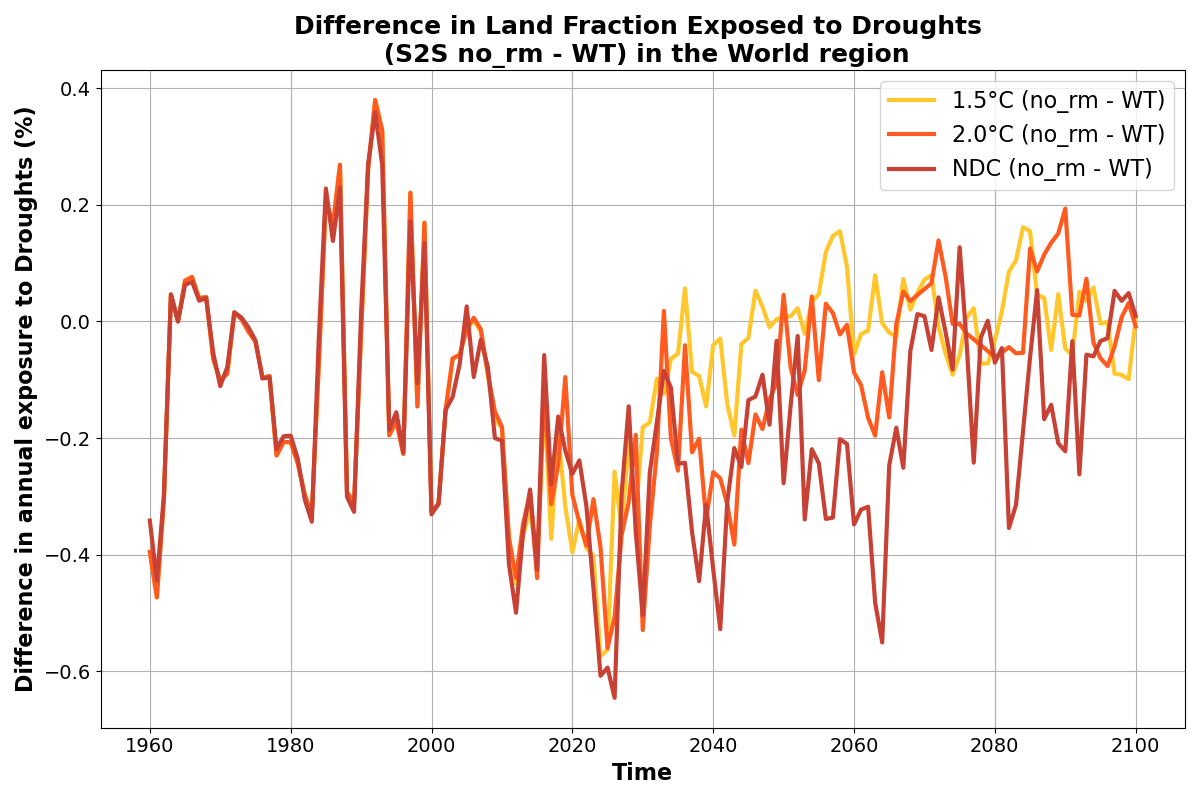 Difference in Land Fraction Exposed to Droughts
(S2S no_rm - WT) in the World region
Difference in annual exposure to Droughts (%)
0.4
0.2
0.0
−0.2
−0.4
−0.6
1.5°C (no_rm - WT)
2.0°C (no_rm - WT)
NDC (no_rm - WT)
1960
1980
2000
2020
2040
2060
2080
2100
Time